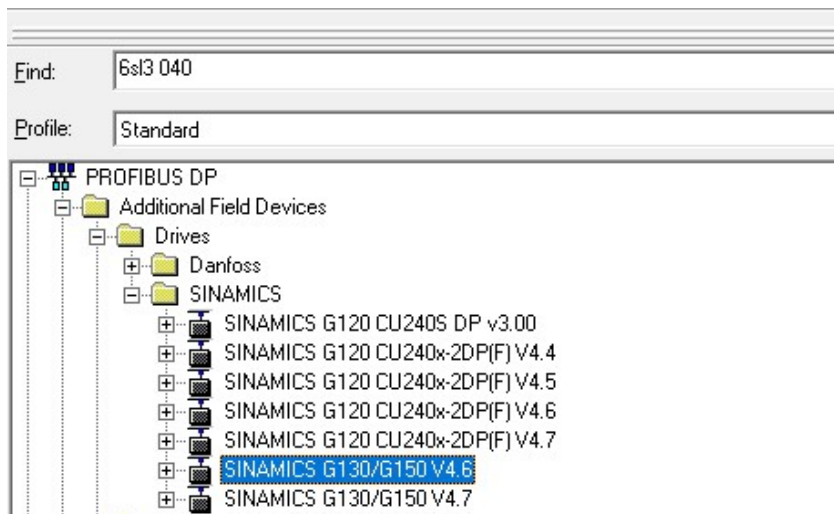 Find:
6sl3 040
Profile:
Standard
PROFIBUS DP
Additional Field Devices
Drives
Danfoss
SINAMICS
SINAMICS G120 CU240S DP v3.00
SINAMICS G120 CU240x-2DP(F) V4.4
SINAMICS G120 CU240x-2DP(F) V4.5
SINAMICS G120 CU240x-2DP(F) V4.6
SINAMICS G120 CU240x-2DP(F) V4.7
SINAMICS G130/G150 V4.6
SINAMICS G130/G150 V4.7